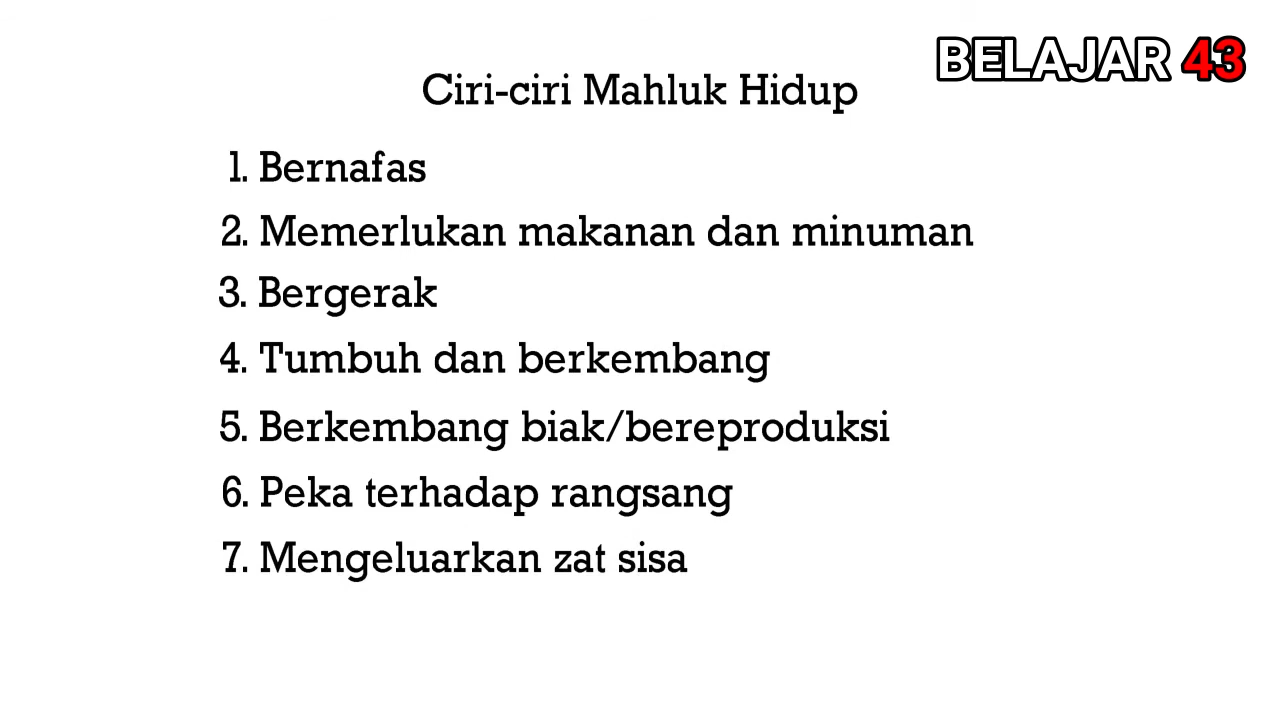 BELAJAR 43
Ciri-ciri Mahluk Hidup
1. Bernafas
2. Memerlukan makanan dan minuman
3. Bergerak
4. Tumbuh dan berkembang
5. Berkembang biak/bereproduksi
6. Peka terhadap rangsang
7. Mengeluarkan zat sisa